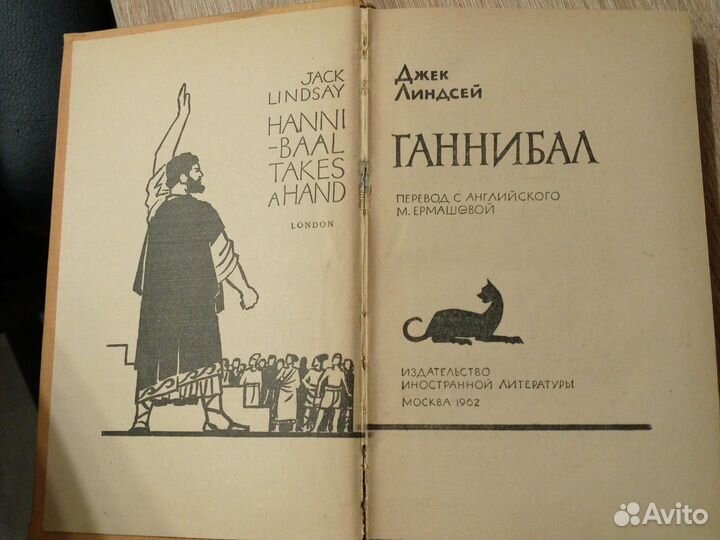 JACK
LINDSAY
HANNI
-BAAL
TAKES
A HAND
LONDON
ДЖЕК
ЛИНДСЕЙ
ГАННИБАЛ
ПЕРЕВОД С АНГЛИЙСКОГО
М. ЕРМАШЕВОЙ
ИЗДАТЕЛЬСТВО
ИНОСТРАННОЙ ЛИТЕРАТУРЫ
МОСКВА 1962
Avito